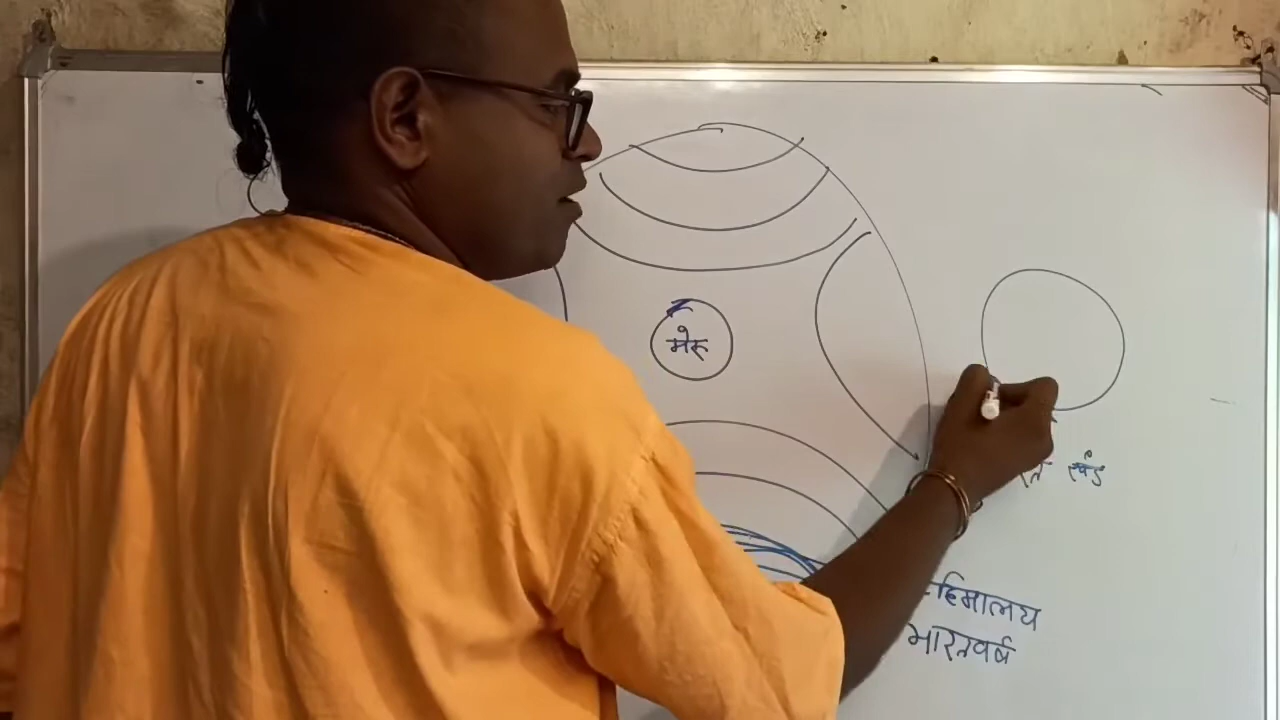 मेरू
खंड
हिमालय
भारतवर्ष